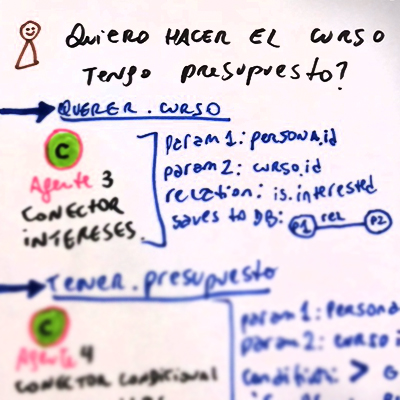 QUIERO HACER EL CURSO
TENGO PRESUPUESTO?
QUERER.CURSO
C
Agente 3
CONECTOR
INTERESES.
param 1: persona.id
param 2: curso.id
relation: is.interested
saves to DB: p1 rel p2
TENER.presupuesto
C
Agente 4
CONECTOR CONDICIONAL
param 1: Persona
param 2: curso
condition: > G